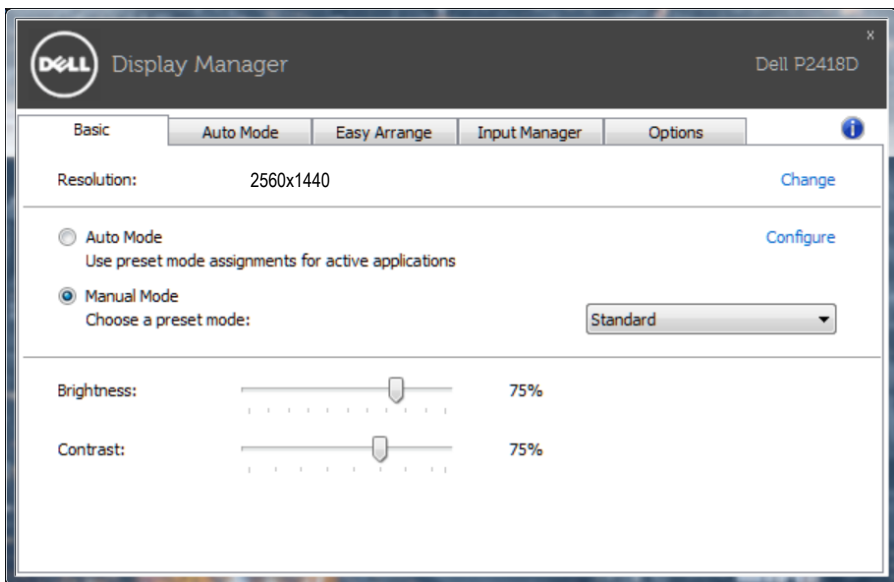 DELL Display Manager
x
Dell P2418D
Basic Auto Mode Easy Arrange Input Manager Options i
Resolution: 2560x1440 Change
Auto Mode Configure
Use preset mode assignments for active applications
Manual Mode
Choose a preset mode: Standard
Brightness: 75%
Contrast: 75%